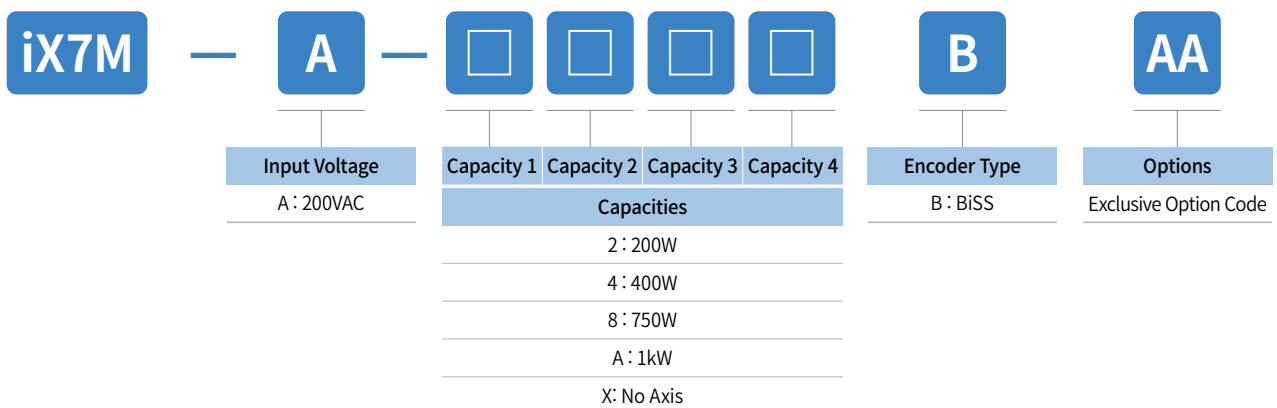 iX7M — A — □ □ □ □ B AA
Input Voltage Capacity 1 Capacity 2 Capacity 3 Capacity 4 Encoder Type Options
A : 200VAC Capacities B : BiSS Exclusive Option Code
2 : 200W
4 : 400W
8 : 750W
A : 1kW
X: No Axis